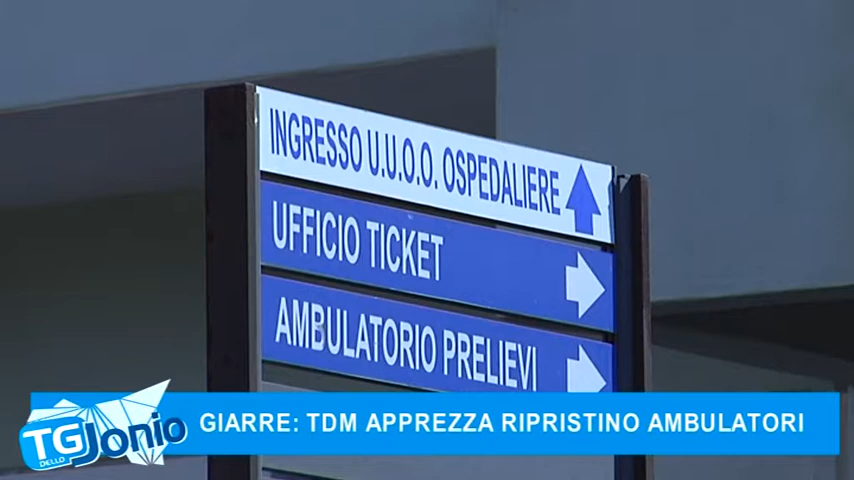 INGRESSO U.U.O.O. OSPEDALIERE
UFFICIO TICKET
AMBULATORIO PRELIEVI
TG Jonio
DELLO
GIARRE: TDM APPREZZA RIPRISTINO AMBULATORI